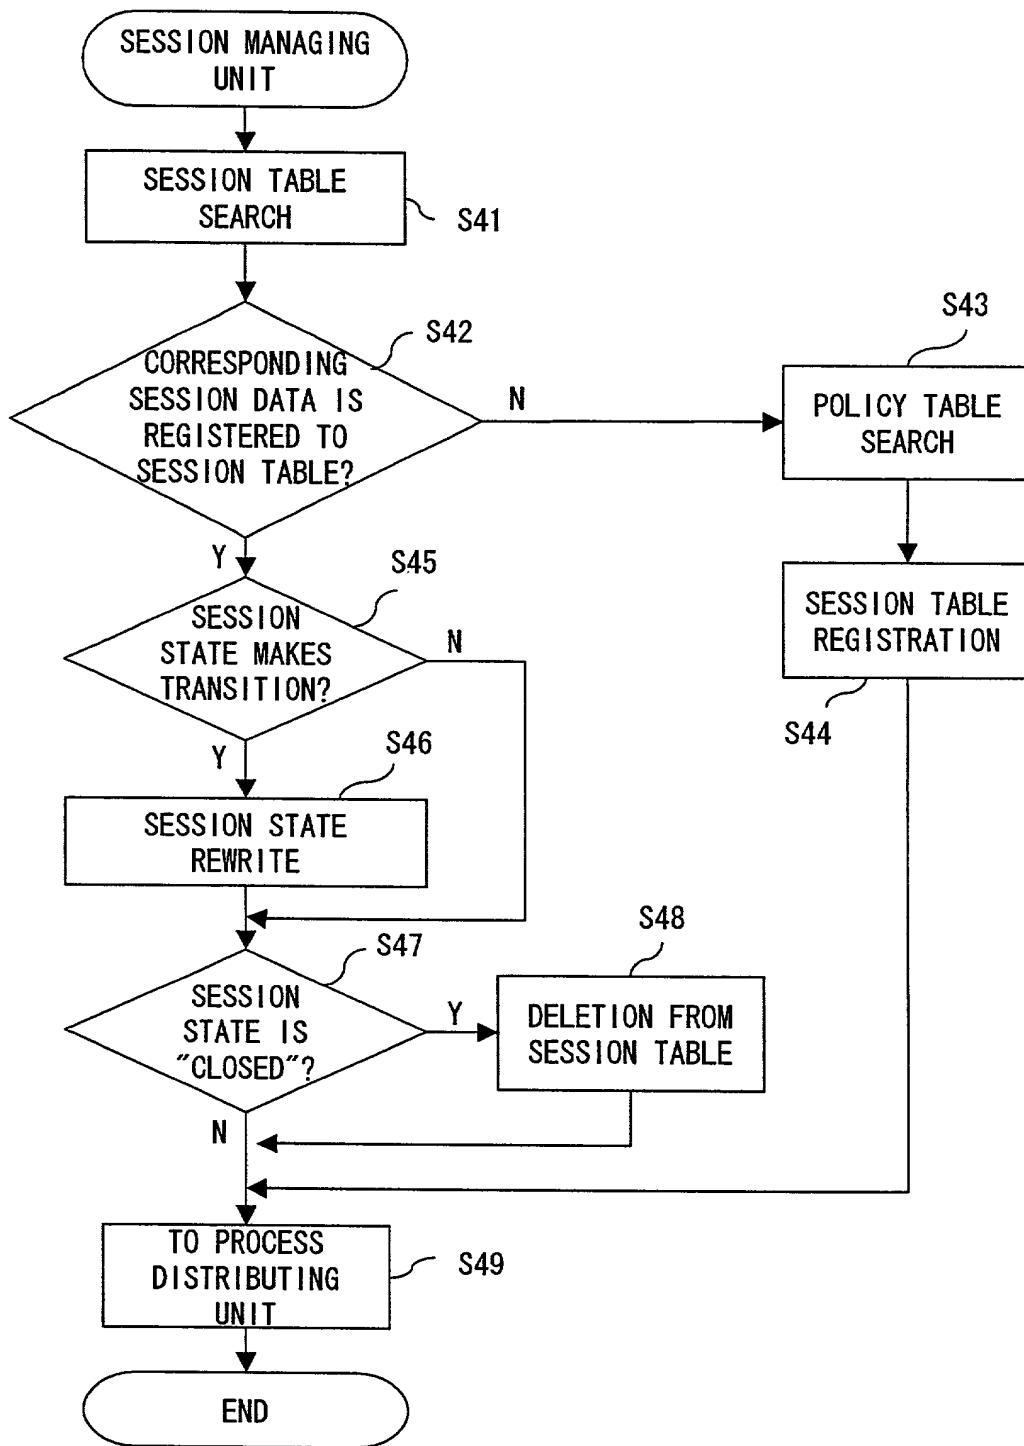 SESSION MANAGING
UNIT
SESSION TABLE
SEARCH
S41
S42
CORRESPONDING
SESSION DATA IS
REGISTERED TO
SESSION TABLE?
N
S43
POLICY TABLE
SEARCH
Y
S45
SESSION
STATE MAKES
TRANSITION?
N
SESSION TABLE
REGISTRATION
S44
Y
S46
SESSION STATE
REWRITE
S47
SESSION
STATE IS
"CLOSED"?
Y
S48
DELETION FROM
SESSION TABLE
N
TO PROCESS
DISTRIBUTING
UNIT
S49
END